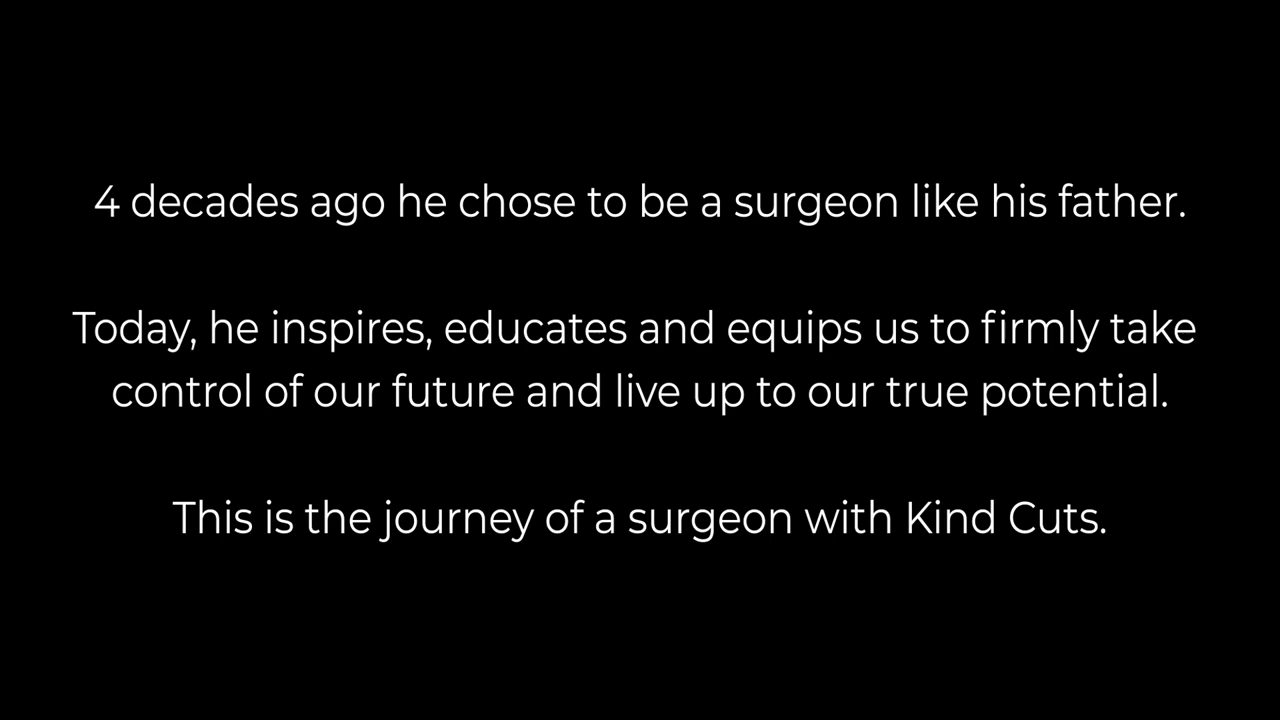 4 decades ago he chose to be a surgeon like his father.
Today, he inspires, educates and equips us to firmly take
control of our future and live up to our true potential.
This is the journey of a surgeon with Kind Cuts.